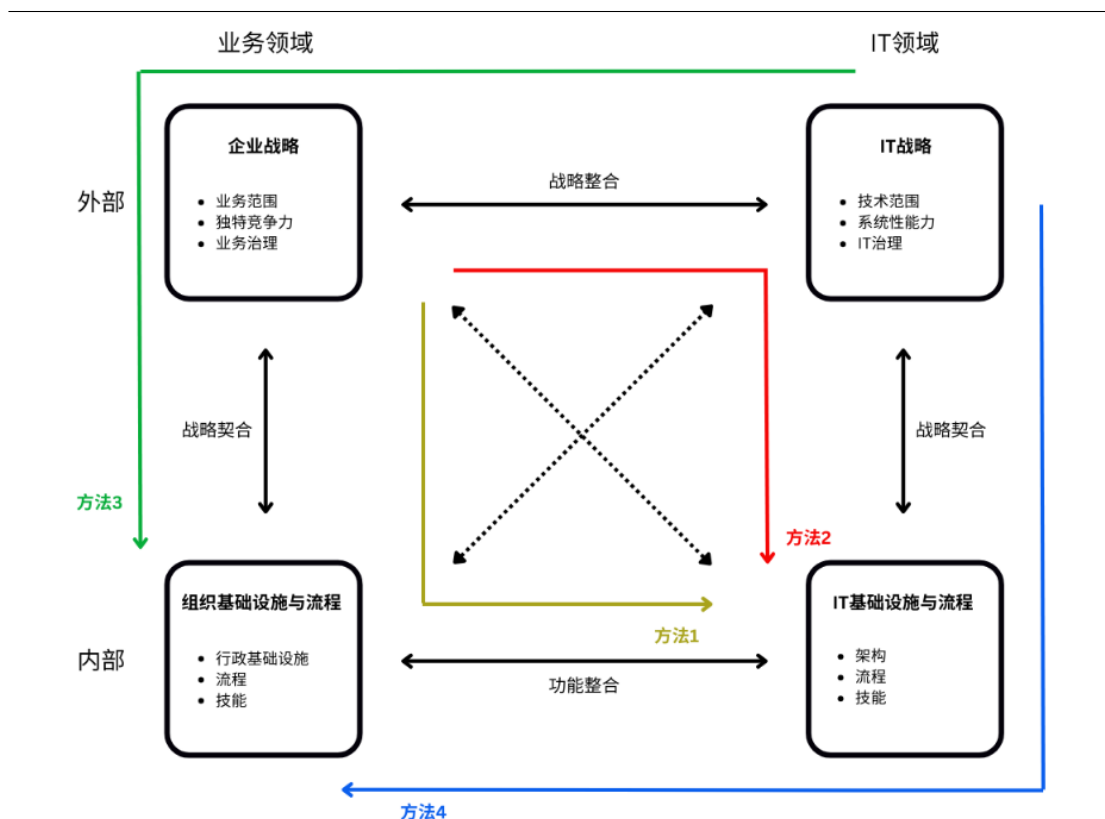 业务领域
IT领域
外部
企业战略
业务范围
独特竞争力
业务治理
战略整合
IT战略
技术范围
系统性能力
IT治理
战略契合
战略契合
方法3
方法2
内部
组织基础设施与流程
行政基础设施
流程
技能
方法1
功能整合
IT基础设施与流程
架构
流程
技能
方法4